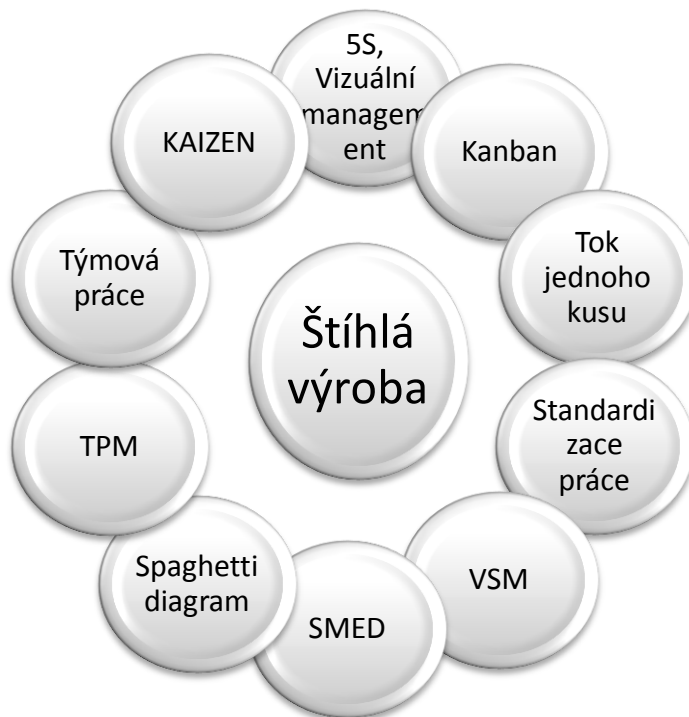 5S,
Vizuální
managem
ent
KAIZEN
Kanban
Týmová
práce
Tok
jednoho
kusu
Štíhlá
výroba
TPM
Standardi
zace
práce
Spaghetti
diagram
SMED
VSM